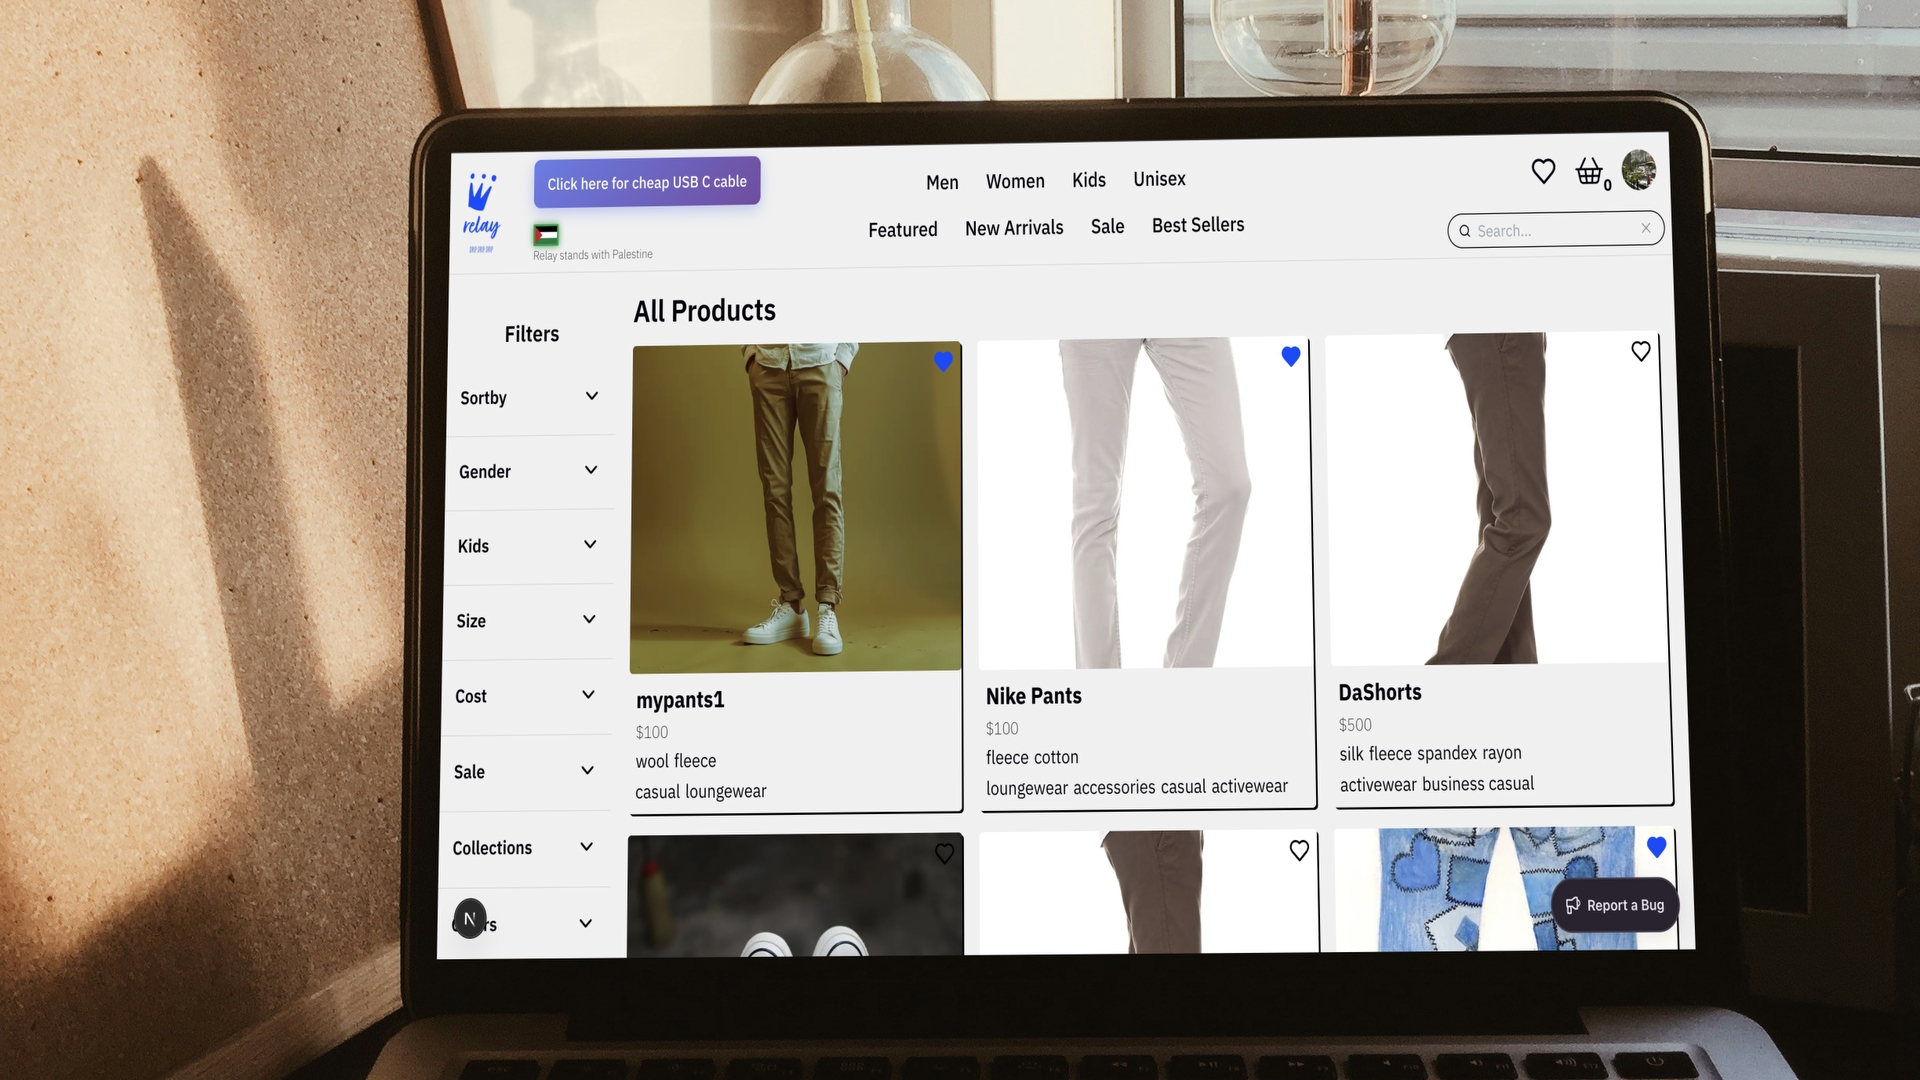 relay
Click here for cheap USB C cable
Relay stands with Palestine
Men Women Kids Unisex
Featured New Arrivals Sale Best Sellers
0
Search...
Filters
Sortby
Gender
Kids
Size
Cost
Sale
Collections
rs
N
All Products
mypants1
$100
wool fleece
casual loungewear
Nike Pants
$100
fleece cotton
loungewear accessories casual activewear
DaShorts
$500
silk fleece spandex rayon
activewear business casual
Report a Bug